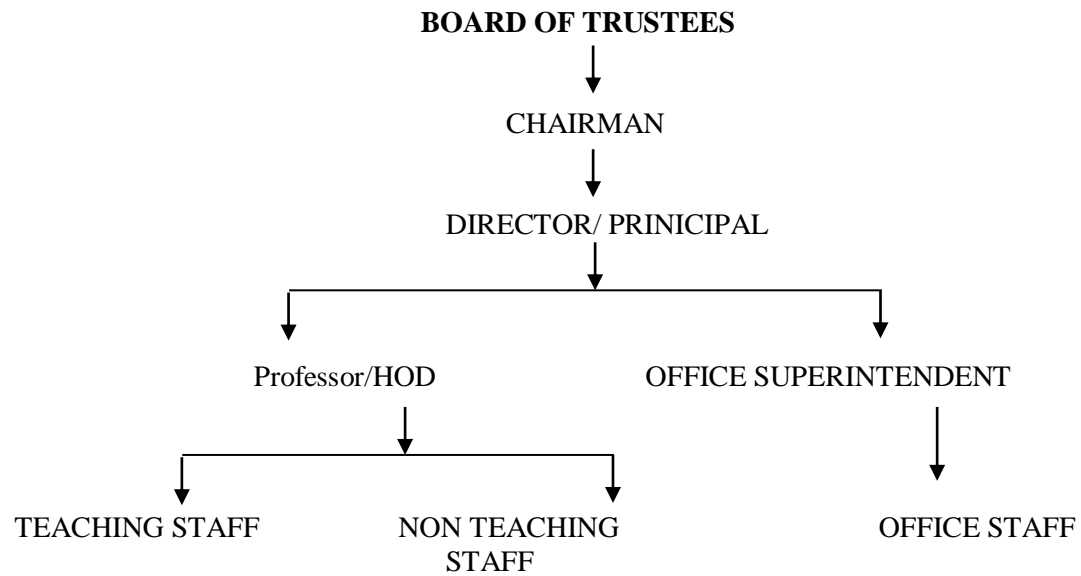 BOARD OF TRUSTEES
CHAIRMAN
DIRECTOR/ PRINICIPAL
Professor/HOD
OFFICE SUPERINTENDENT
TEACHING STAFF
NON TEACHING
STAFF
OFFICE STAFF